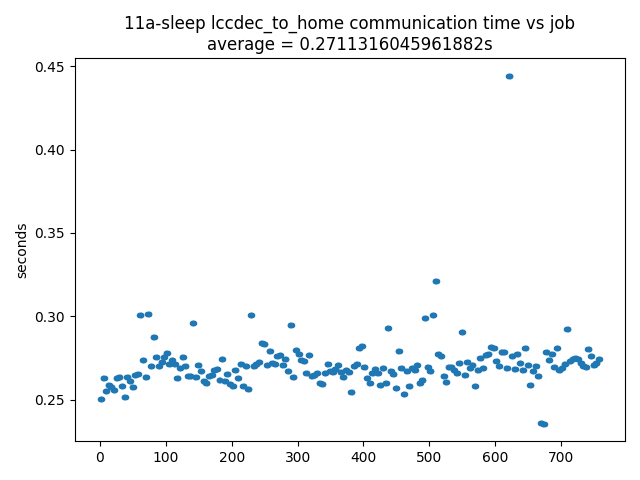 11a-sleep lccdec_to_home communication time vs job
average = 0.2711316045961882s
seconds
0.45
0.40
0.35
0.30
0.25
0 100 200 300 400 500 600 700